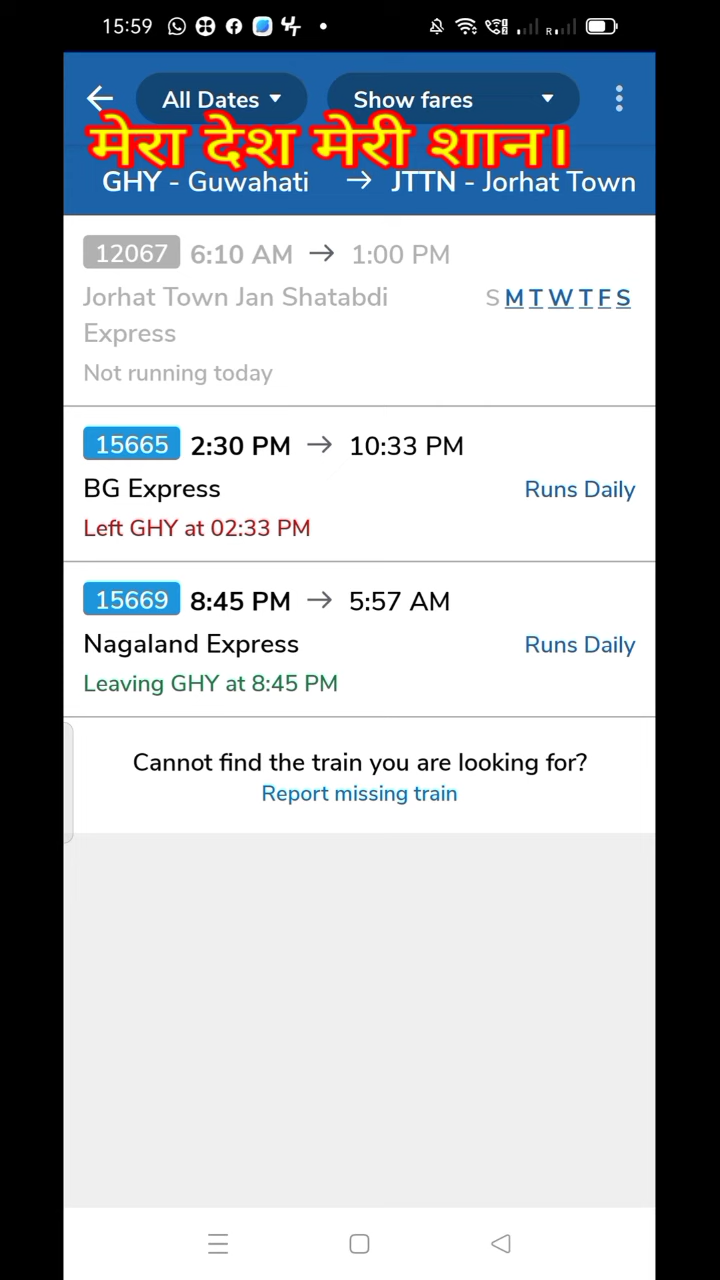 15:59
All Dates
Show fares
मेरा देश मेरी शान।
GHY - Guwahati → JTTN - Jorhat Town
12067 6:10 AM → 1:00 PM
Jorhat Town Jan Shatabdi S M T W T F S
Express
Not running today
15665 2:30 PM → 10:33 PM
BG Express Runs Daily
Left GHY at 02:33 PM
15669 8:45 PM → 5:57 AM
Nagaland Express Runs Daily
Leaving GHY at 8:45 PM
Cannot find the train you are looking for?
Report missing train